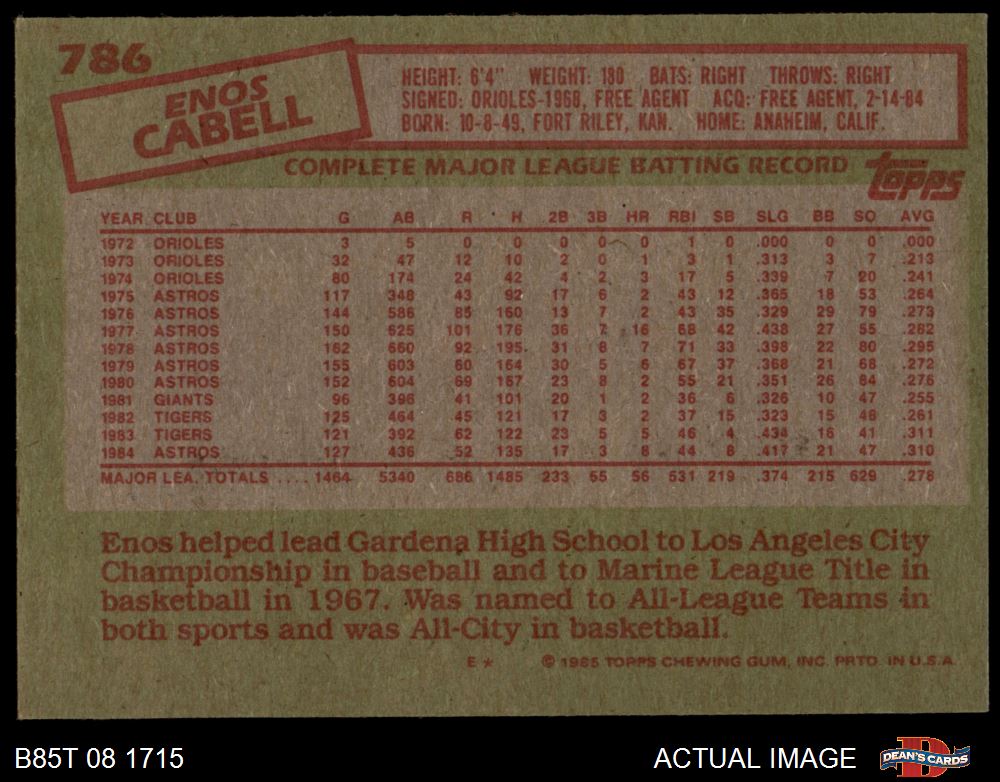 786
ENOS
CABELL
HEIGHT: 6'4" WEIGHT: 190 BATS: RIGHT THROWS: RIGHT
SIGNED: ORIOLES-1968, FREE AGENT ACQ: FREE AGENT, 2-14-84
BORN: 10-8-49, FORT RILEY, KAN. HOME: ANAHEIM, CALIF.
COMPLETE MAJOR LEAGUE BATTING RECORD
topps
YEAR CLUB G AB R H 2B 3B HR RBI SB SLG BB SO AVG
1972 ORIOLES 3 5 0 0 0 0 0 1 0 .000 0 0 .000
1973 ORIOLES 32 47 12 10 2 0 1 3 1 .313 3 7 .213
1974 ORIOLES 80 174 24 42 4 2 3 17 5 .339 7 20 .241
1975 ASTROS 117 348 43 92 17 6 2 43 12 .365 18 53 .264
1976 ASTROS 144 586 85 160 13 7 2 43 35 .329 29 79 .273
1977 ASTROS 150 625 101 176 36 7 16 68 42 .438 27 55 .282
1978 ASTROS 162 660 92 195 31 8 7 71 33 .398 22 80 .295
1979 ASTROS 155 603 60 164 30 5 6 67 37 .368 21 68 .272
1980 ASTROS 152 604 69 167 23 8 2 55 21 .351 26 84 .276
1981 GIANTS 96 396 41 101 20 1 2 36 6 .326 10 47 .255
1982 TIGERS 125 464 45 121 17 3 2 37 15 .323 15 48 .261
1983 TIGERS 121 392 62 122 23 5 5 46 4 .434 16 41 .311
1984 ASTROS 127 436 52 135 17 3 8 44 8 .417 21 47 .310
MAJOR LEA. TOTALS .... 1464 5340 686 1485 233 55 56 531 219 .374 215 629 .278
Enos helped lead Gardena High School to Los Angeles City
Championship in baseball and to Marine League Title in
basketball in 1967. Was named to All-League Teams in
both sports and was All-City in basketball.
E * © 1985 TOPPS CHEWING GUM, INC. PRTD. IN U.S.A.
B85T 08 1715 ACTUAL IMAGE DEAN'S CARDS